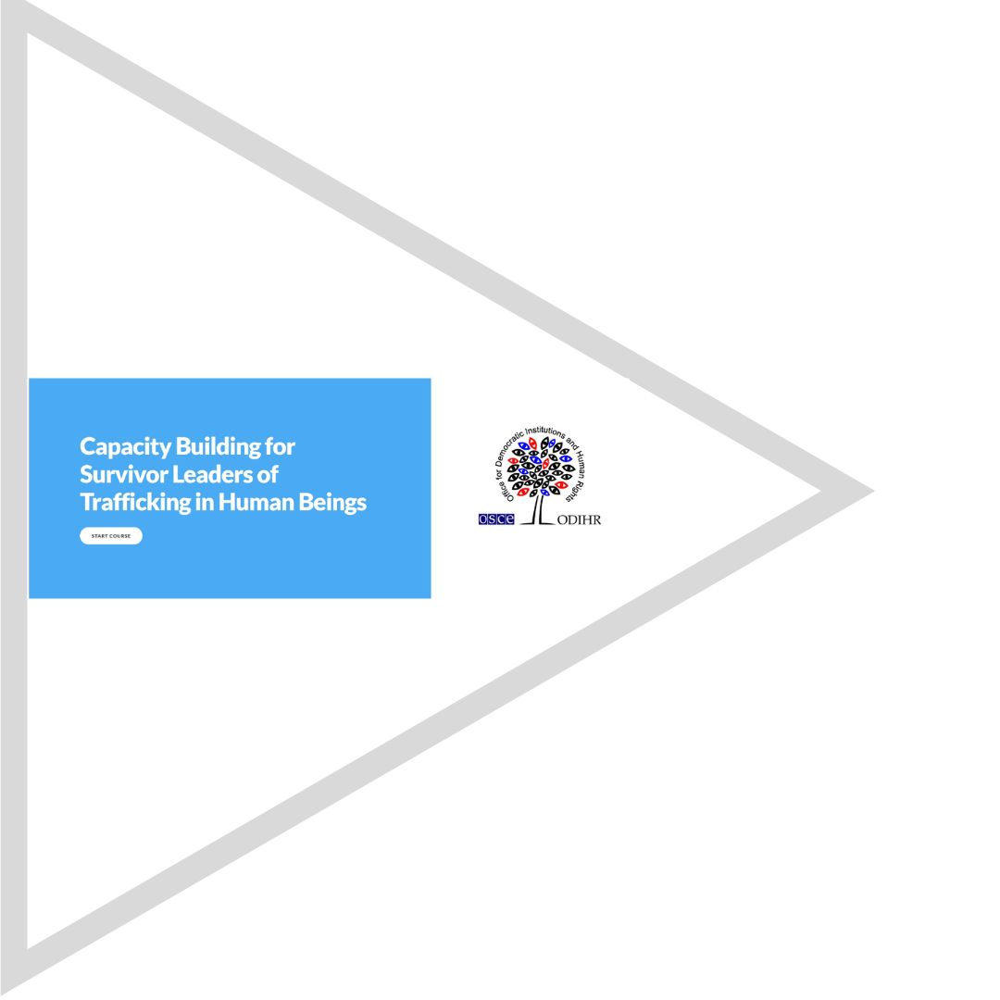 Capacity Building for
Survivor Leaders of
Trafficking in Human Beings
START COURSE
Office for Democratic Institutions and Human Rights
osce
ODIHR